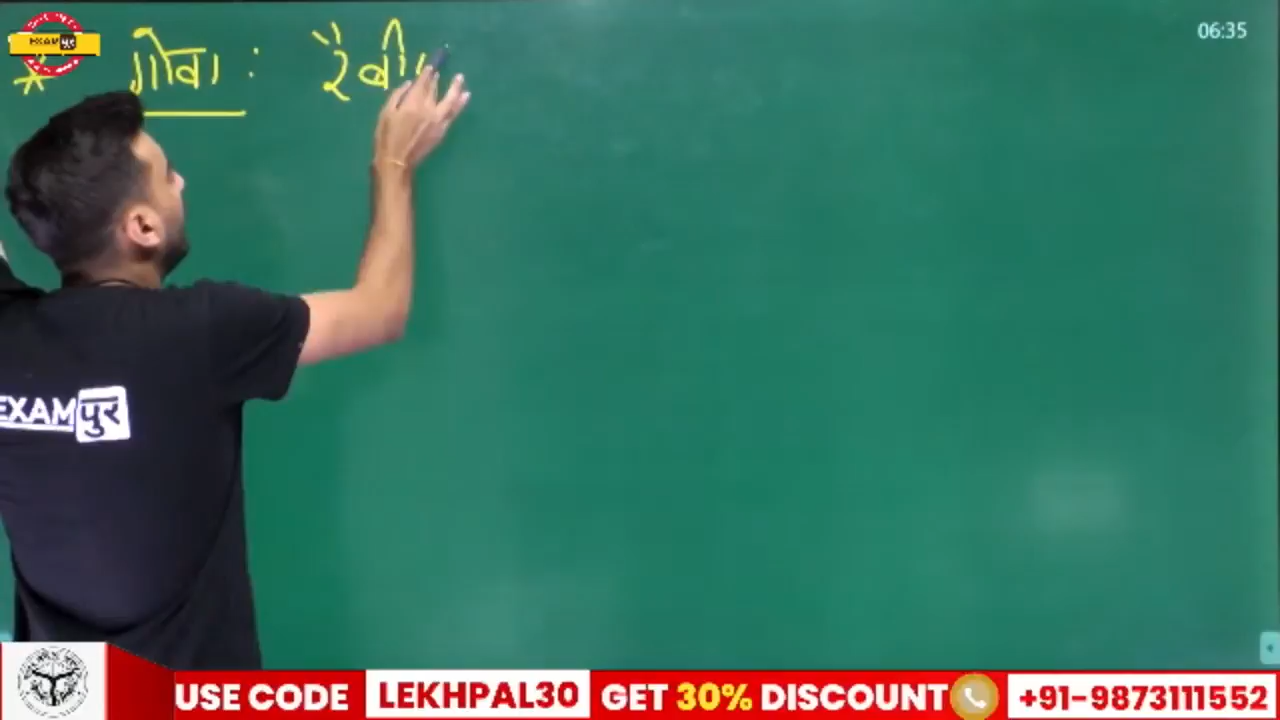 EXAMपुर
06:35
* गोवा : रैबी
EXAMपुर
USE CODE LEKHPAL30 GET 30% DISCOUNT +91-9873111552